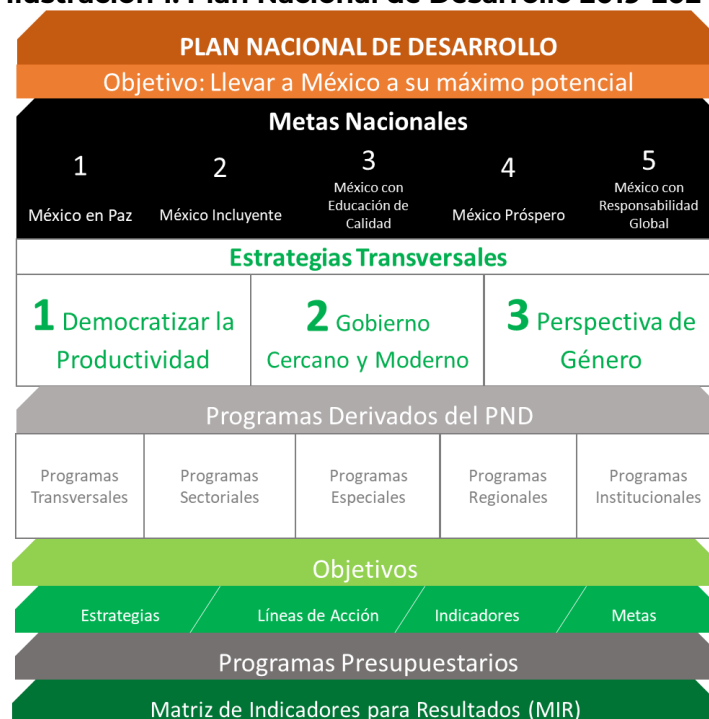 Ilustración 1. Plan Nacional de Desarrollo 2019-202
PLAN NACIONAL DE DESARROLLO
Objetivo: Llevar a México a su máximo potencial
Metas Nacionales
1
México en Paz
2
México Incluyente
3
México con
Educación de
Calidad
4
México Próspero
5
México con
Responsabilidad
Global
Estrategias Transversales
1 Democratizar la
Productividad
2 Gobierno
Cercano y Moderno
3 Perspectiva de
Género
Programas Derivados del PND
Programas
Transversales
Programas
Sectoriales
Programas
Especiales
Programas
Regionales
Programas
Institucionales
Objetivos
Estrategias
Líneas de Acción
Indicadores
Metas
Programas Presupuestarios
Matriz de Indicadores para Resultados (MIR)